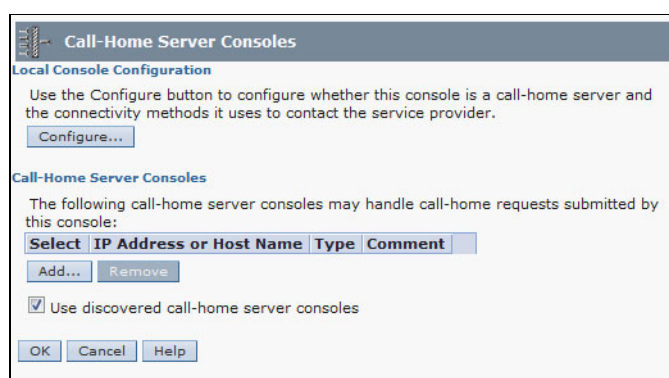 Call-Home Server Consoles
Local Console Configuration
Use the Configure button to configure whether this console is a call-home server and
the connectivity methods it uses to contact the service provider.
Configure...
Call-Home Server Consoles
The following call-home server consoles may handle call-home requests submitted by
this console:
Select IP Address or Host Name Type Comment
Add... Remove
Use discovered call-home server consoles
OK Cancel Help